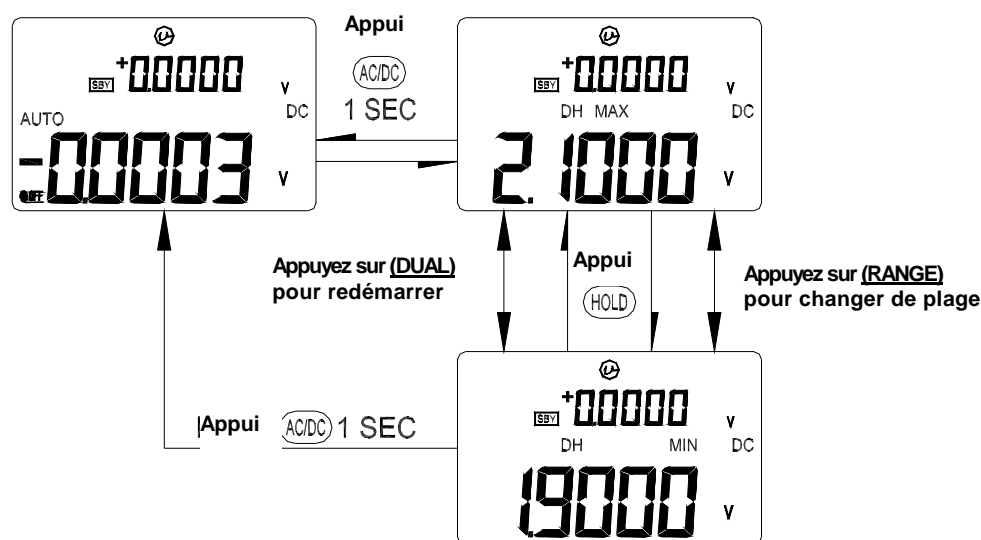 Appui
AC/DC
1 SEC
SBY +0.0000 V
DC
AUTO
-0.0003 V
OFF
SBY +0.0000 V
DH MAX DC
2.1000 V
Appuyez sur (DUAL)
pour redémarrer
Appui
HOLD
Appuyez sur (RANGE)
pour changer de plage
Appui AC/DC 1 SEC
SBY +0.0000 V
DH MIN DC
1.9000 V